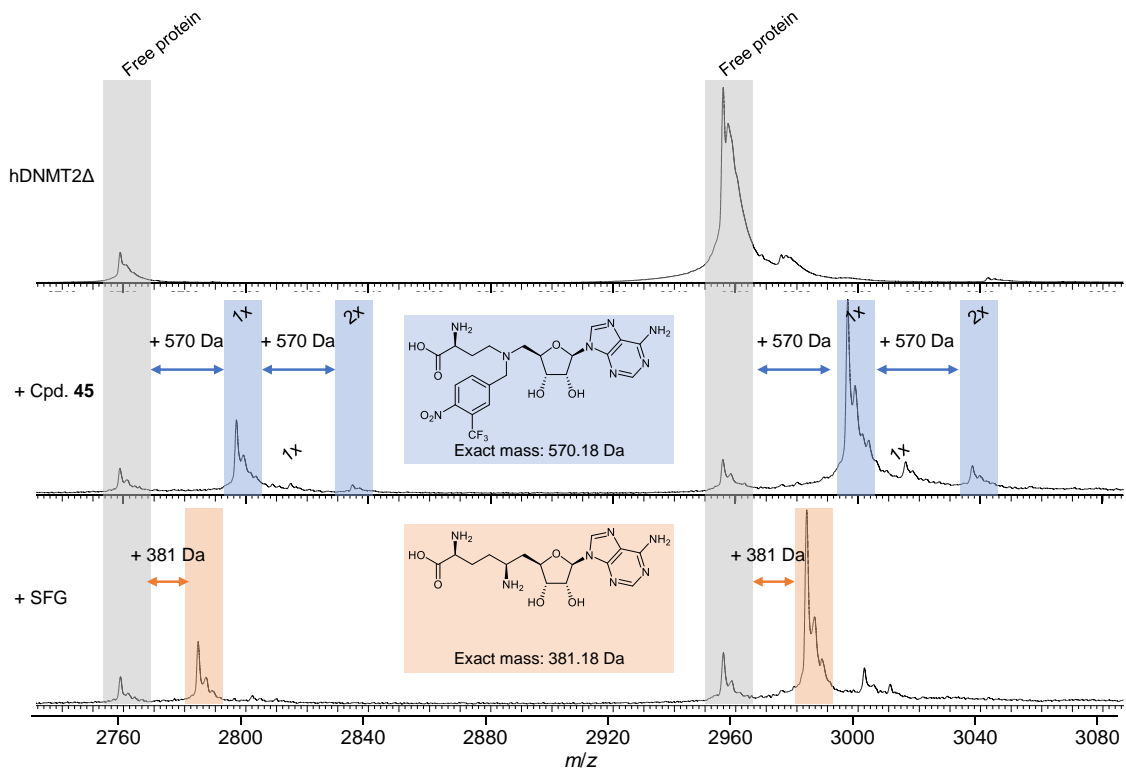 Free protein
Free protein
hDNMT2Δ
+ Cpd. 45
+ 570 Da
1x
+ 570 Da
2x
1x
NH2
HO
O
N
O
N
N
N
N
NH2
HO
OH
O2N
CF3
Exact mass: 570.18 Da
+ 570 Da
1x
+ 570 Da
2x
1x
+ SFG
+ 381 Da
NH2
HO
O
NH2
O
N
N
N
N
NH2
HO
OH
Exact mass: 381.18 Da
+ 381 Da
2760 2800 2840 2880 2920 2960 3000 3040 3080
m/z